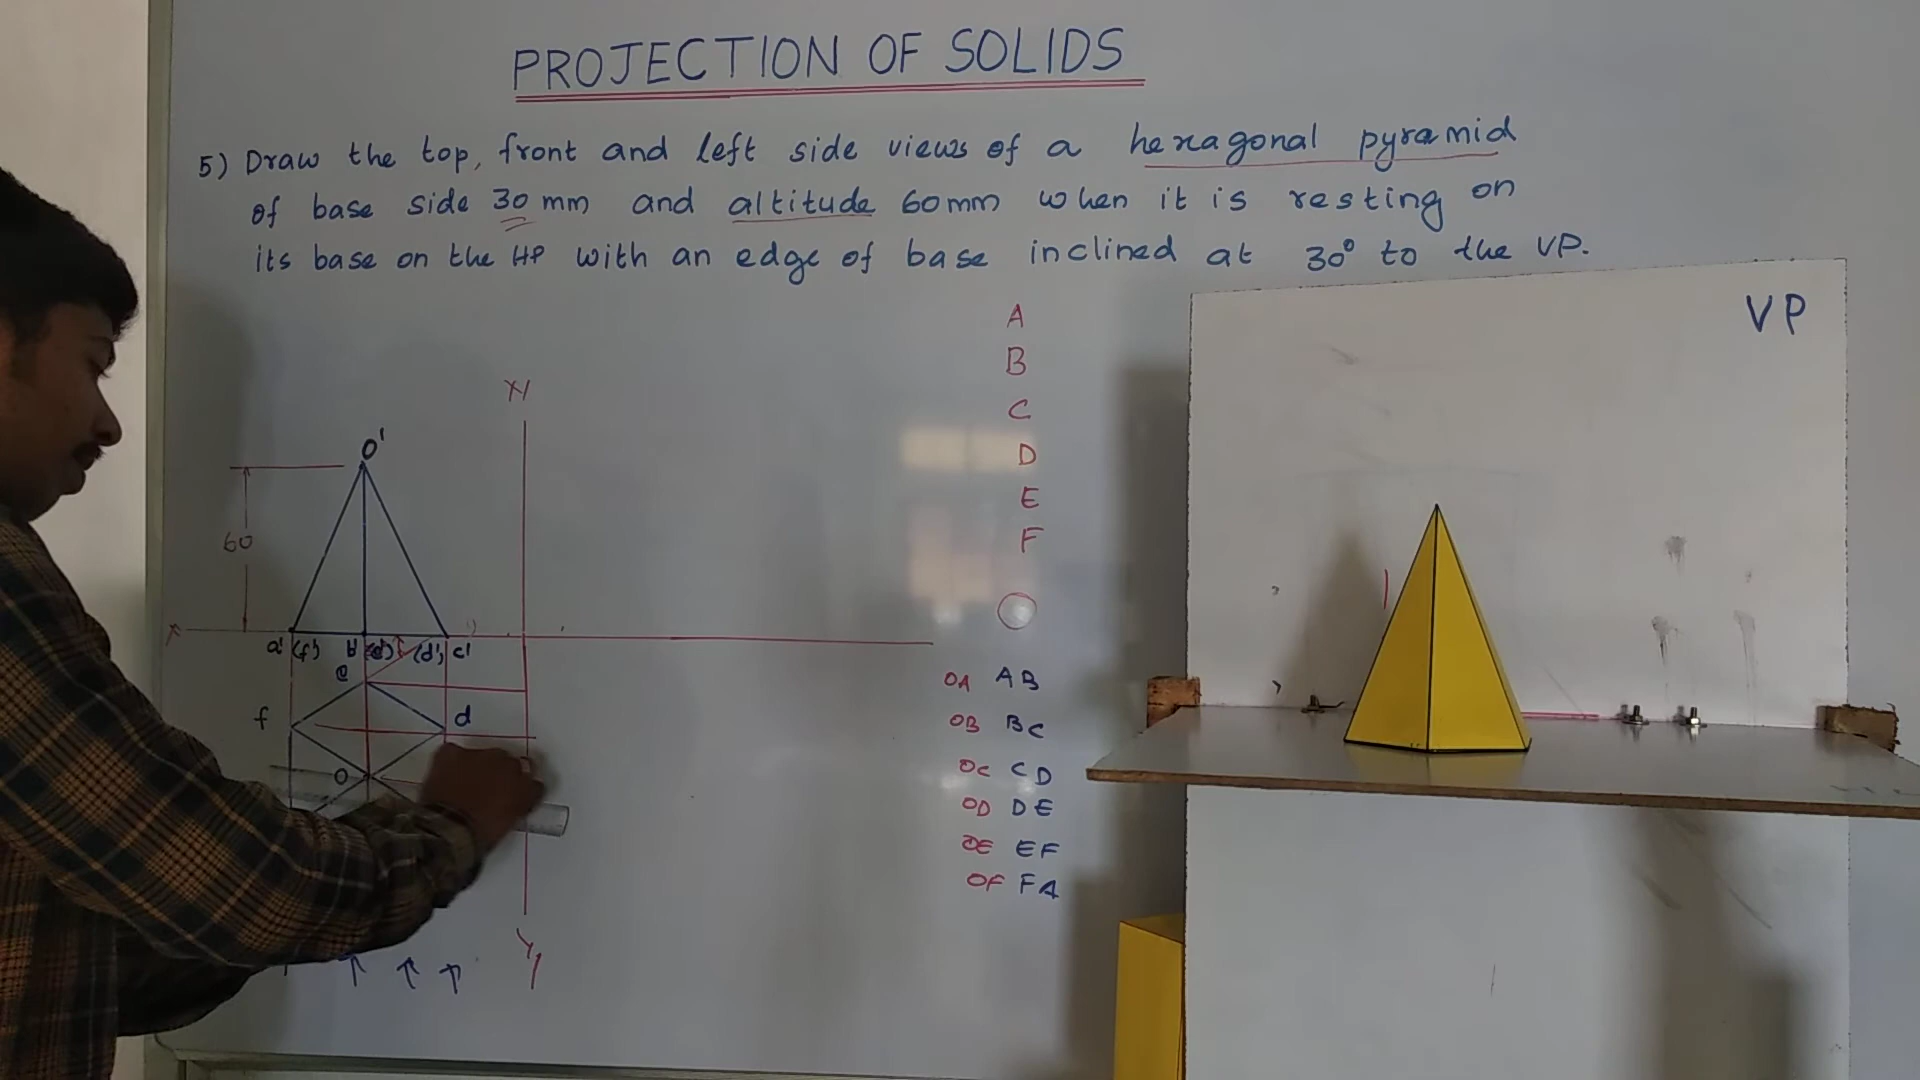 PROJECTION OF SOLIDS
5) Draw the top, front and left side views of a hexagonal pyramid
of base side 30 mm and altitude 60mm when it is resting on
its base on the HP with an edge of base inclined at 30° to the VP.
VP
A
B
C
D
E
F
O
X1
O'
60
X
a' (f') b' (e') (d') c'
e
f
d
o
Y1
OA AB
OB BC
OC CD
OD DE
OE EF
OF FA